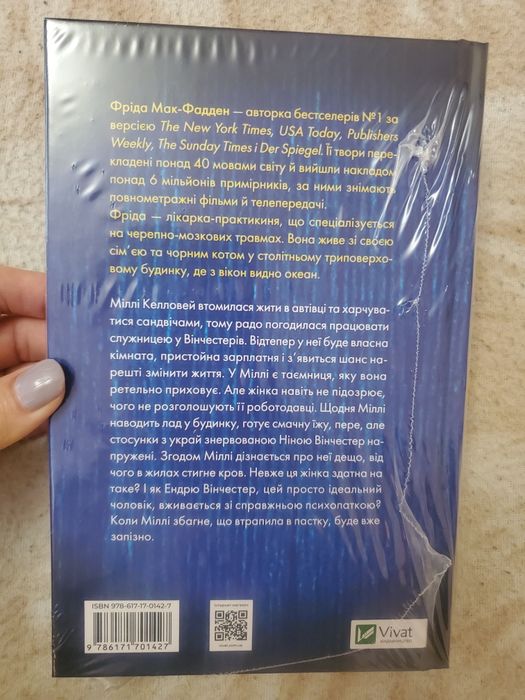 Фріда Мак-Фадден — авторка бестселерів №1 за
версією The New York Times, USA Today, Publishers
Weekly, The Sunday Times і Der Spiegel. Її твори пере-
кладені понад 40 мовами світу й вийшли накладом
понад 6 мільйонів примірників, за ними знімають
повнометражні фільми й телепередачі.
Фріда — лікарка-практикиня, що спеціалізується
на черепно-мозкових травмах. Вона живе зі своєю
сім’єю та чорним котом у столітньому триповерхо-
вому будинку, де з вікон видно океан.
Міллі Келловей втомилася жити в автівці та харчува-
тися сандвічами, тому радо погодилася працювати
служницею у Вінчестерів. Відтепер у неї буде власна
кімната, пристойна зарплатня і з’явиться шанс на-
решті змінити життя. У Міллі є таємниця, яку вона
ретельно приховує. Але жінка навіть не підозрює,
чого не розголошують її роботодавці. Щодня Міллі
наводить лад у будинку, готує смачну їжу, пере, але
стосунки з украй знервованою Ніною Вінчестер на-
пружені. Згодом Міллі дізнається про неї дещо, від
чого в жилах стигне кров. Невже ця жінка здатна на
таке? І як Ендрю Вінчестер, цей просто ідеальний
чоловік, вживається зі справжньою психопаткою?
Коли Міллі збагне, що втрапила в пастку, буде вже
запізно.
ISBN 978-617-17-0142-7
9 786171 701427
vivat.com.ua
Vivat
ВИДАВНИЦТВО